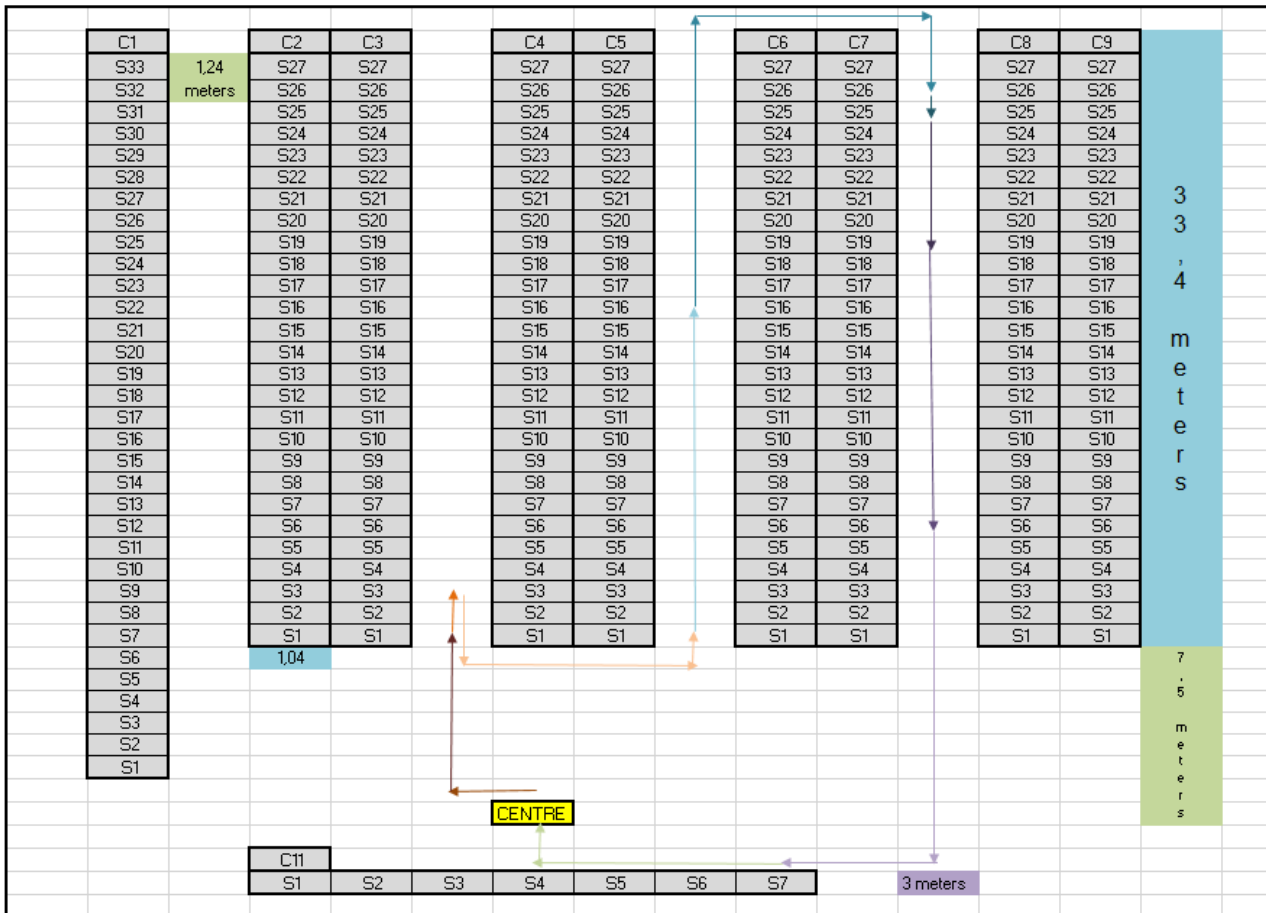 C1 C2 C3 C4 C5 C6 C7 C8 C9
S33 1,24 S27 S27 S27 S27 S27 S27 S27 S27
S32 meters S26 S26 S26 S26 S26 S26 S26 S26
S31 S25 S25 S25 S25 S25 S25 S25 S25
S30 S24 S24 S24 S24 S24 S24 S24 S24
S29 S23 S23 S23 S23 S23 S23 S23 S23
S28 S22 S22 S22 S22 S22 S22 S22 S22
S27 S21 S21 S21 S21 S21 S21 S21 S21
S26 S20 S20 S20 S20 S20 S20 S20 S20
S25 S19 S19 S19 S19 S19 S19 S19 S19
S24 S18 S18 S18 S18 S18 S18 S18 S18
S23 S17 S17 S17 S17 S17 S17 S17 S17
S22 S16 S16 S16 S16 S16 S16 S16 S16
S21 S15 S15 S15 S15 S15 S15 S15 S15
S20 S14 S14 S14 S14 S14 S14 S14 S14
S19 S13 S13 S13 S13 S13 S13 S13 S13
S18 S12 S12 S12 S12 S12 S12 S12 S12
S17 S11 S11 S11 S11 S11 S11 S11 S11
S16 S10 S10 S10 S10 S10 S10 S10 S10
S15 S9 S9 S9 S9 S9 S9 S9 S9
S14 S8 S8 S8 S8 S8 S8 S8 S8
S13 S7 S7 S7 S7 S7 S7 S7 S7
S12 S6 S6 S6 S6 S6 S6 S6 S6
S11 S5 S5 S5 S5 S5 S5 S5 S5
S10 S4 S4 S4 S4 S4 S4 S4 S4
S9 S3 S3 S3 S3 S3 S3 S3 S3
S8 S2 S2 S2 S2 S2 S2 S2 S2
S7 S1 S1 S1 S1 S1 S1 S1 S1
33,4 meters
S6 1,04
S5
S4
S3
S2
S1
7,5 meters
CENTRE
C11
S1 S2 S3 S4 S5 S6 S7 3 meters